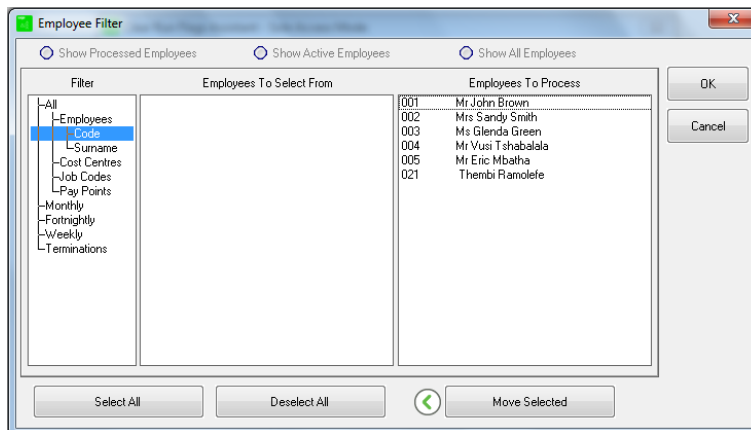 Employee Filter
Show Processed Employees
Show Active Employees
Show All Employees
Filter
Employees To Select From
Employees To Process
All
Employees
Code
Surname
Cost Centres
Job Codes
Pay Points
Monthly
Fortnightly
Weekly
Terminations
001 Mr John Brown
002 Mrs Sandy Smith
003 Ms Glenda Green
004 Mr Vusi Tshabalala
005 Mr Eric Mbatha
021 Thembi Ramolefe
OK
Cancel
Select All
Deselect All
Move Selected